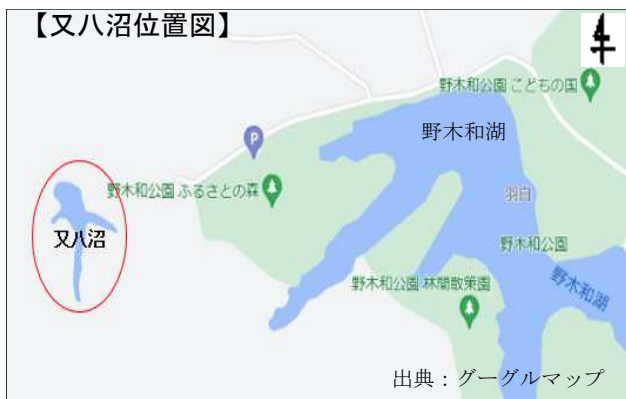 【又八沼位置図】
野木和公園 こどもの国
野木和湖
P
野木和公園 ふるさとの森
羽白
又八沼
野木和公園
野木和公園 林間散策園
野木和湖
出典：グーグルマップ